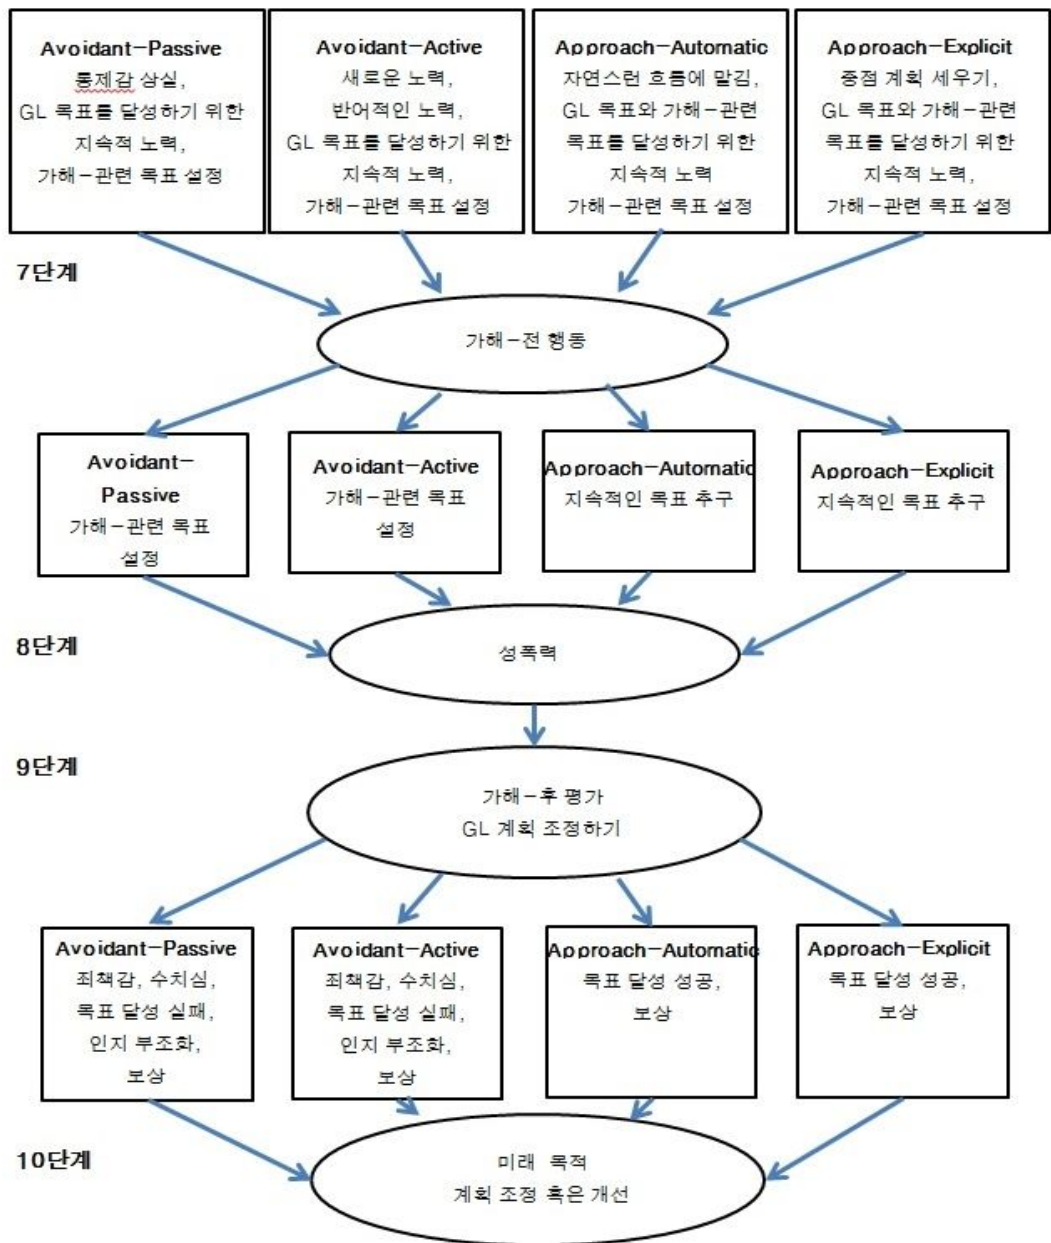 Avoidant-Passive
통제감 상실,
GL 목표를 달성하기 위한
지속적 노력,
가해-관련 목표 설정
Avoidant-Active
새로운 노력,
반어적인 노력,
GL 목표를 달성하기 위한
지속적 노력,
가해-관련 목표 설정
Approach-Automatic
자연스런 흐름에 맡김,
GL 목표와 가해-관련
목표를 달성하기 위한
지속적 노력
가해-관련 목표 설정
Approach-Explicit
중점 계획 세우기,
GL 목표와 가해-관련
목표를 달성하기 위한
지속적 노력,
가해-관련 목표 설정
7단계
가해-전 행동
Avoidant-
Passive
가해-관련 목표
설정
Avoidant-Active
가해-관련 목표
설정
Approach-Automatic
지속적인 목표 추구
Approach-Explicit
지속적인 목표 추구
8단계
성폭력
9단계
가해-후 평가
GL 계획 조정하기
Avoidant-Passive
죄책감, 수치심,
목표 달성 실패,
인지 부조화,
보상
Avoidant-Active
죄책감, 수치심,
목표 달성 실패,
인지 부조화,
보상
Approach-Automatic
목표 달성 성공,
보상
Approach-Explicit
목표 달성 성공,
보상
10단계
미래 목적
계획 조정 혹은 개선